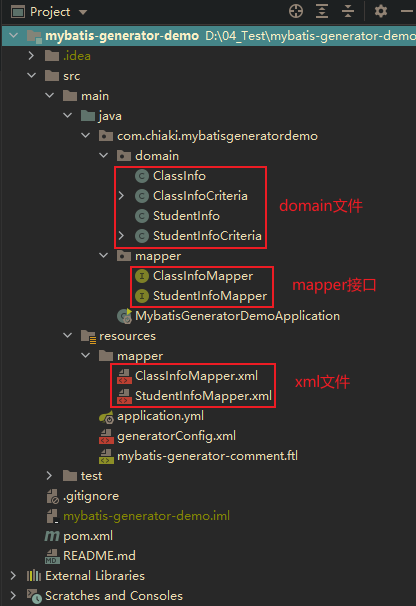 Project
mybatis-generator-demo D:\04_Test\mybatis-generator-demo
.idea
src
main
java
com.chiaki.mybatisgeneratordemo
domain
ClassInfo
ClassInfoCriteria
StudentInfo
StudentInfoCriteria
domain文件
mapper
ClassInfoMapper
StudentInfoMapper
mapper接口
MybatisGeneratorDemoApplication
resources
mapper
ClassInfoMapper.xml
StudentInfoMapper.xml
xml文件
application.yml
generatorConfig.xml
mybatis-generator-comment.ftl
test
.gitignore
mybatis-generator-demo.iml
pom.xml
README.md
External Libraries
Scratches and Consoles